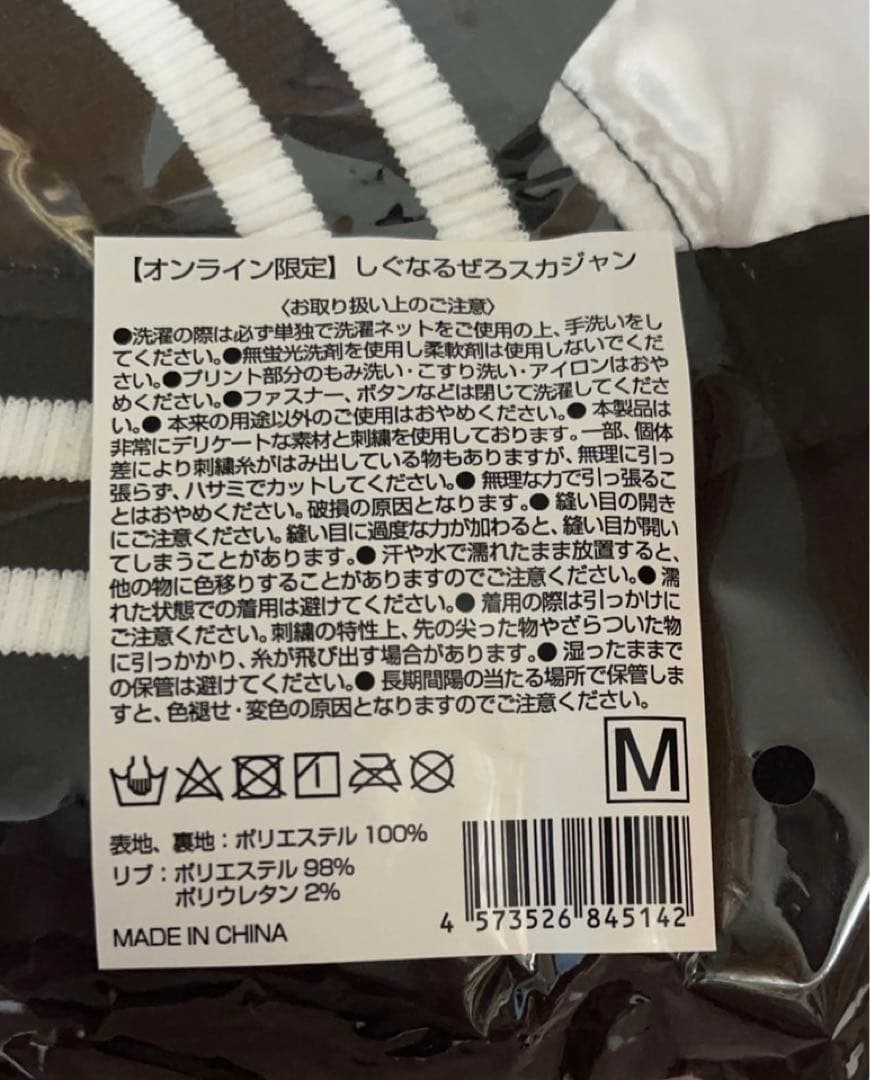 【オンライン限定】しぐなるぜろスカジャン
〈お取り扱い上のご注意〉
●洗濯の際は必ず単独で洗濯ネットをご使用の上、手洗いをし
てください。●無蛍光洗剤を使用し柔軟剤は使用しないでくだ
さい。●プリント部分のもみ洗い・こすり洗い・アイロンはおや
めください。●ファスナー、ボタンなどは閉じて洗濯してくださ
い。● 本来の用途以外のご使用はおやめください。● 本製品は
非常にデリケートな素材と刺繍を使用しております。一部、個体
差により刺繍糸がはみ出している物もありますが、無理に引っ
張らず、ハサミでカットしてください。● 無理な力で引っ張るこ
とはおやめください。破損の原因となります。● 縫い目の開き
にご注意ください。縫い目に過度な力が加わると、縫い目が開い
てしまうことがあります。● 汗や水で濡れたまま放置すると、
他の物に色移りすることがありますのでご注意ください。● 濡
れた状態での着用は避けてください。● 着用の際は引っかけに
ご注意ください。刺繍の特性上、先の尖った物やざらついた物
に引っかかり、糸が飛び出す場合があります。● 湿ったままで
の保管は避けてください。● 長期間陽の当たる場所で保管しま
すと、色褪せ・変色の原因となりますのでご注意ください。
M
表地、裏地：ポリエステル 100%
リブ：ポリエステル 98%
ポリウレタン 2%
MADE IN CHINA
4 573526 845142